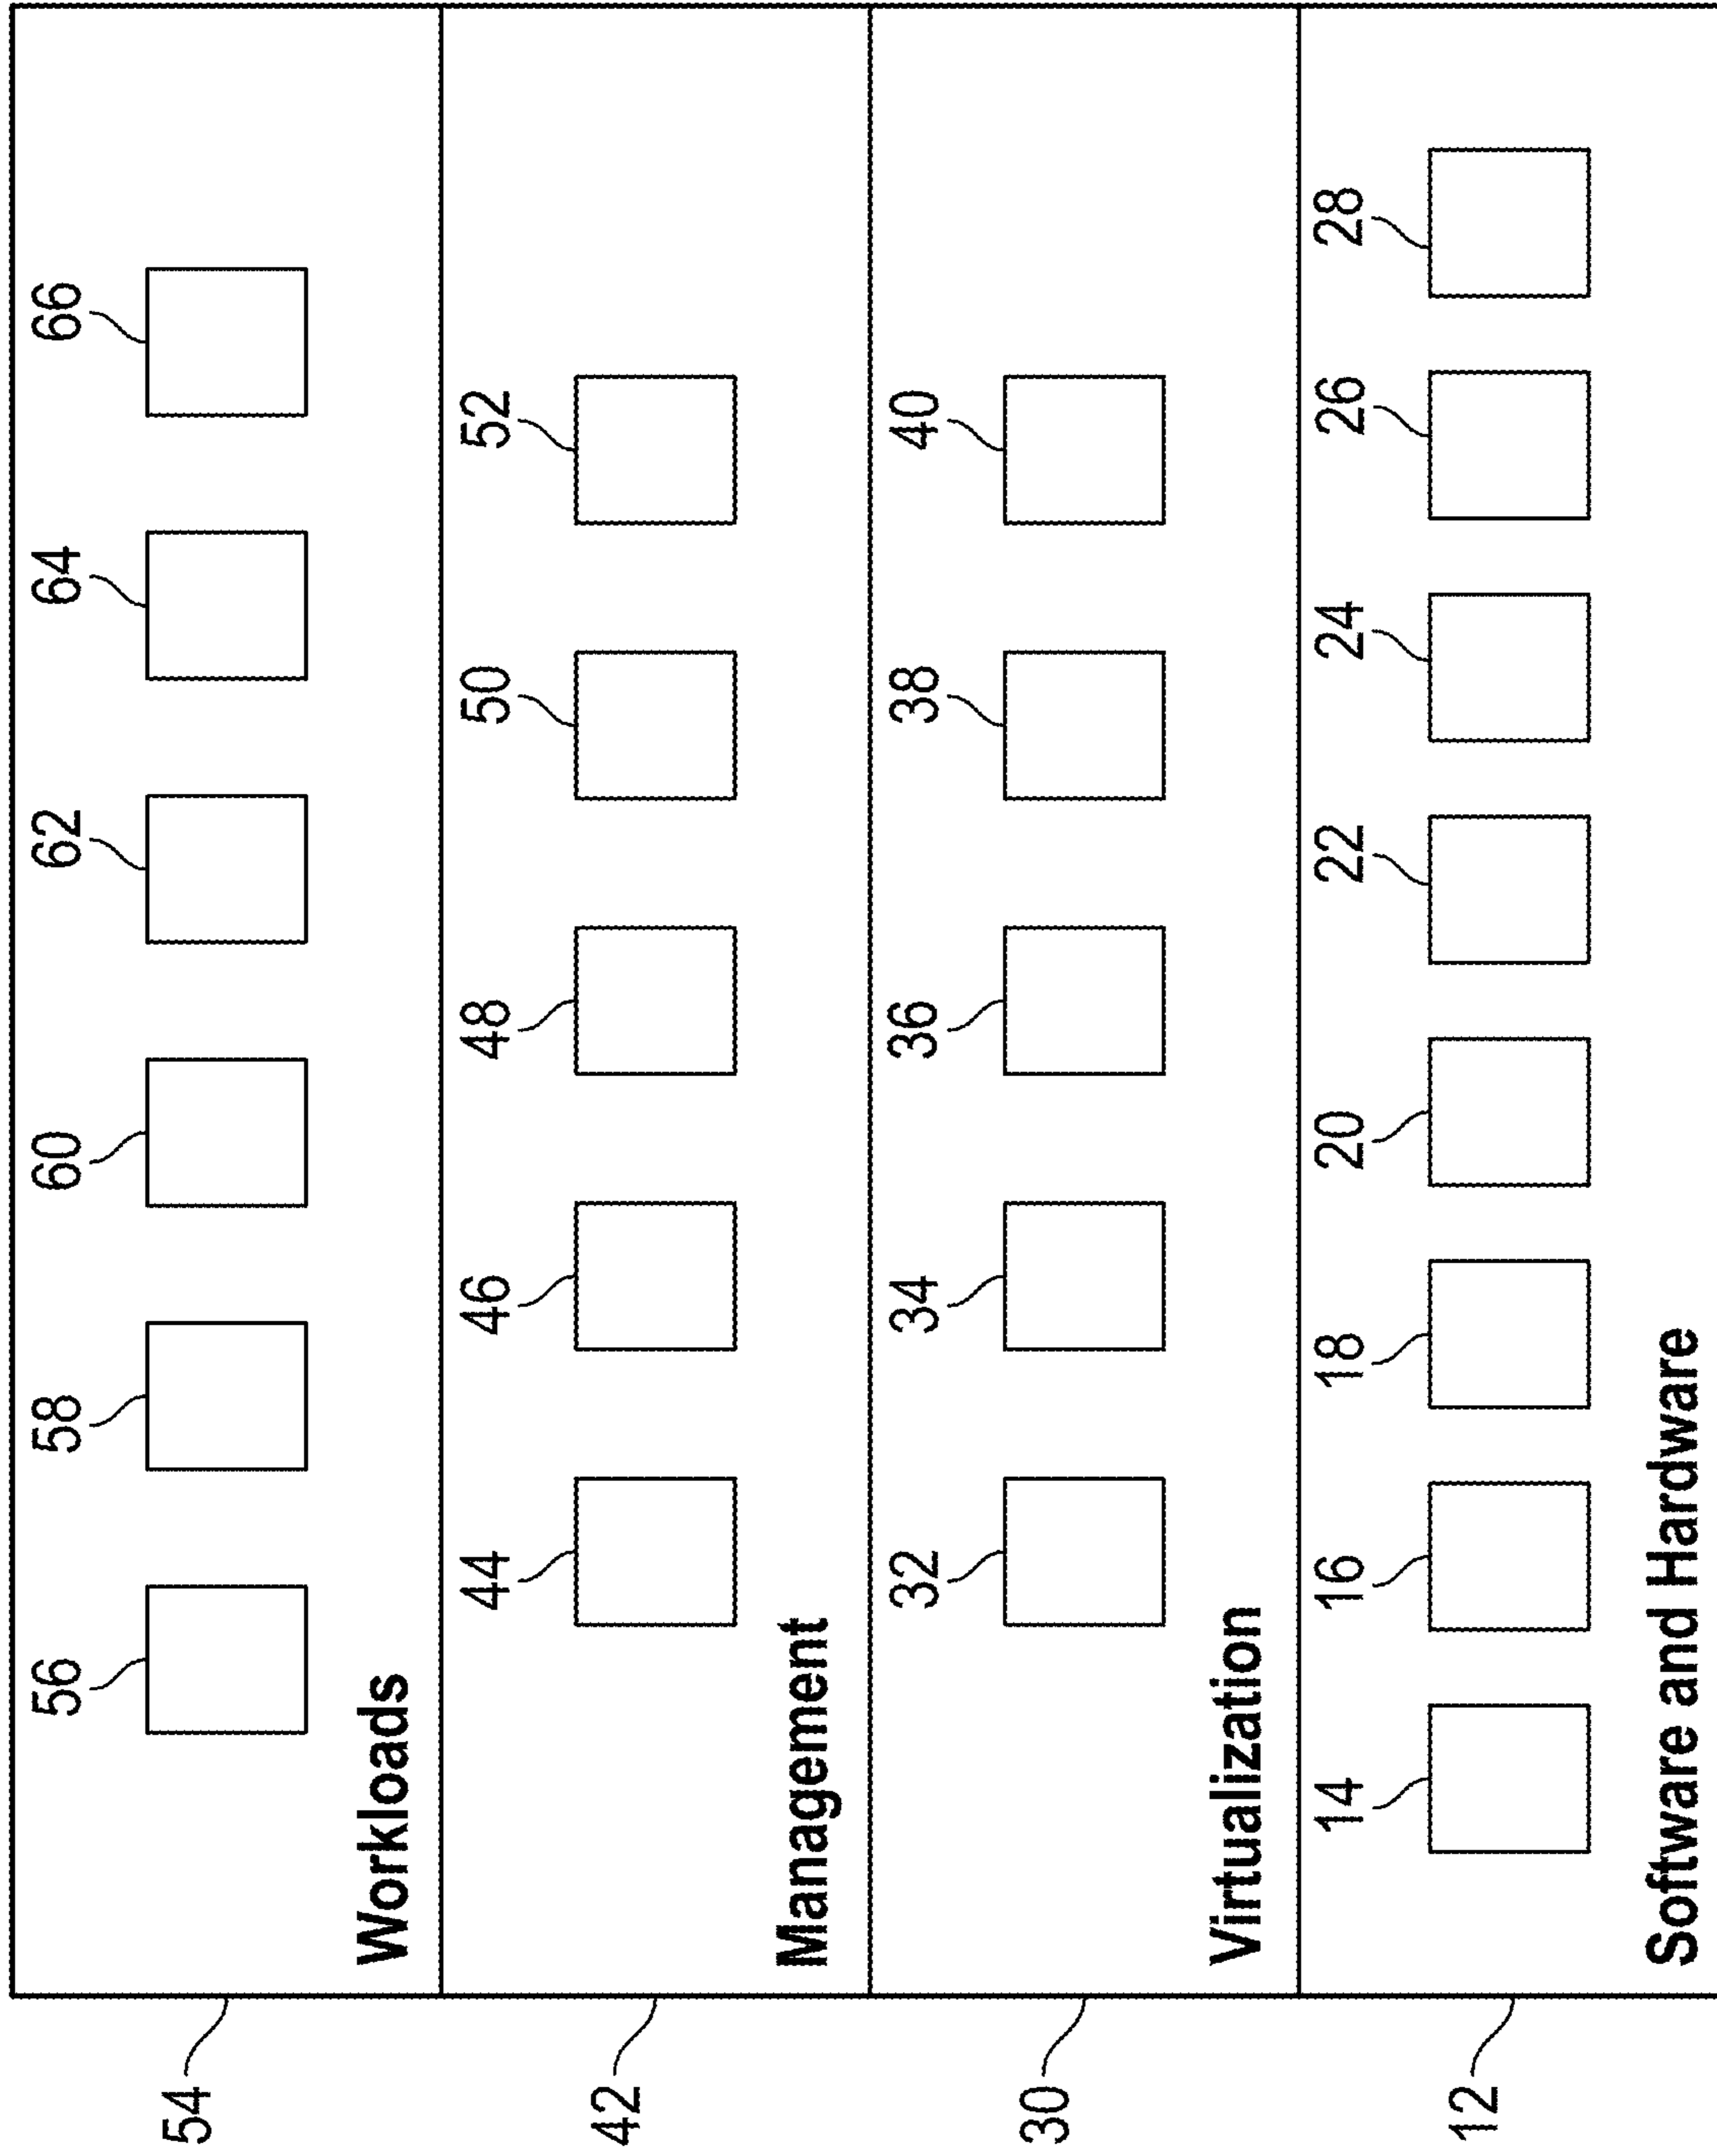 56 58 60 62 64 66
54
Workloads
44 46 48 50 52
42
Management
32 34 36 38 40
30
Virtualization
14 16 18 20 22 24 26 28
12
Software and Hardware